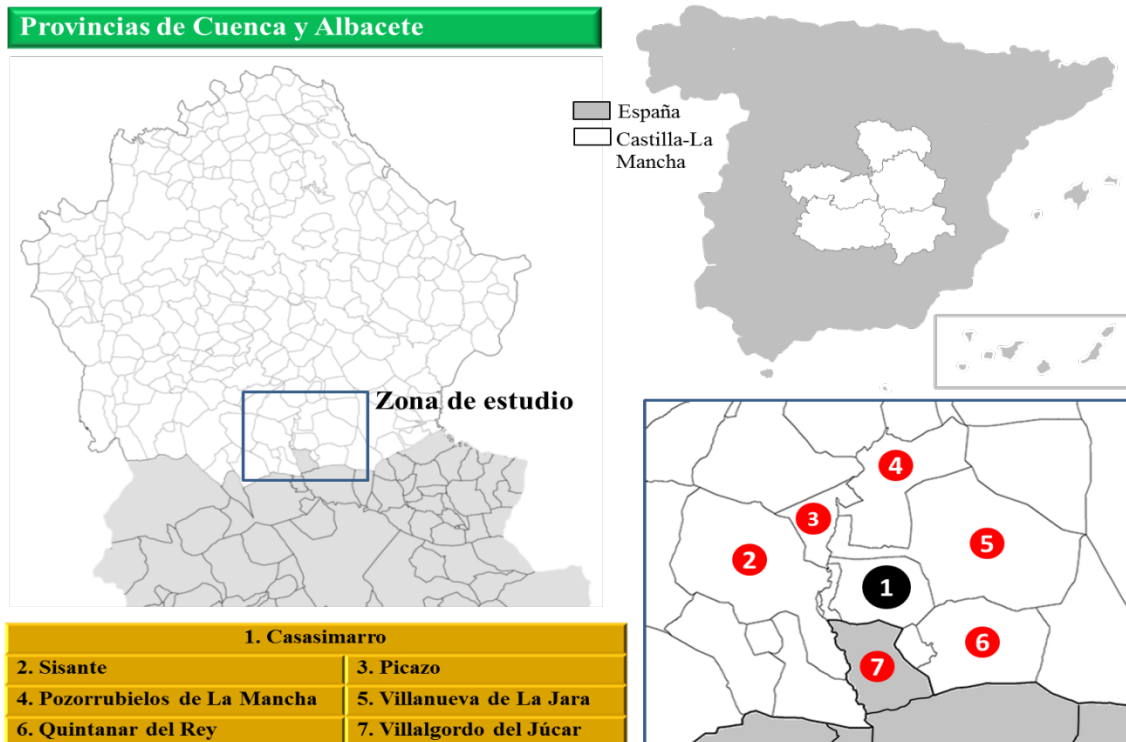 Provincias de Cuenca y Albacete
España
Castilla-La
Mancha
Zona de estudio
4
3
5
2
1
6
7
1. Casasimarro
2. Sisante
3. Picazo
4. Pozorrubielos de La Mancha
5. Villanueva de La Jara
6. Quintanar del Rey
7. Villalgordo del Júcar